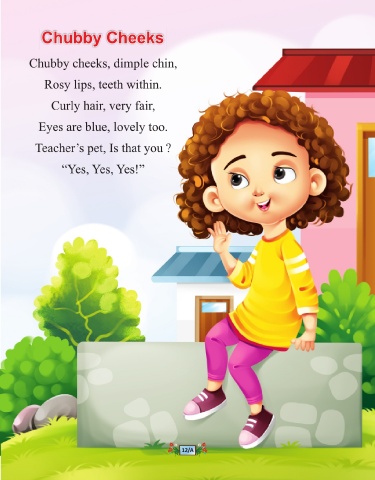 Chubby Cheeks
Chubby cheeks, dimple chin,
Rosy lips, teeth within.
Curly hair, very fair,
Eyes are blue, lovely too.
Teacher's pet, Is that you ?
“Yes, Yes, Yes!”
12/A